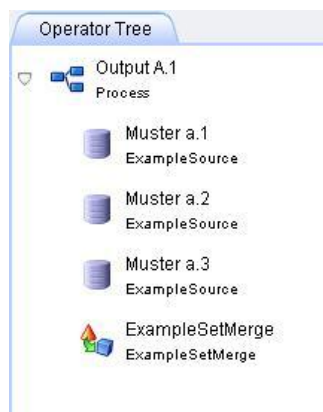 Operator Tree
Output A.1
Process
Muster a.1
ExampleSource
Muster a.2
ExampleSource
Muster a.3
ExampleSource
ExampleSetMerge
ExampleSetMerge